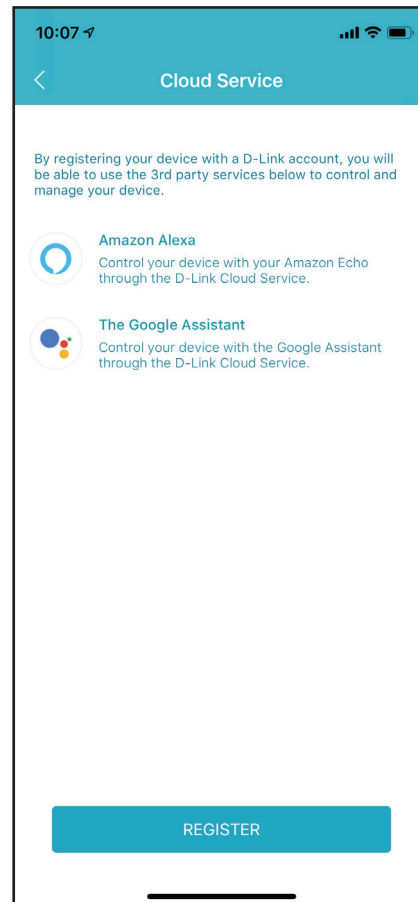 10:07
Cloud Service
By registering your device with a D-Link account, you will
be able to use the 3rd party services below to control and
manage your device.
Amazon Alexa
Control your device with your Amazon Echo
through the D-Link Cloud Service.
The Google Assistant
Control your device with the Google Assistant
through the D-Link Cloud Service.
REGISTER